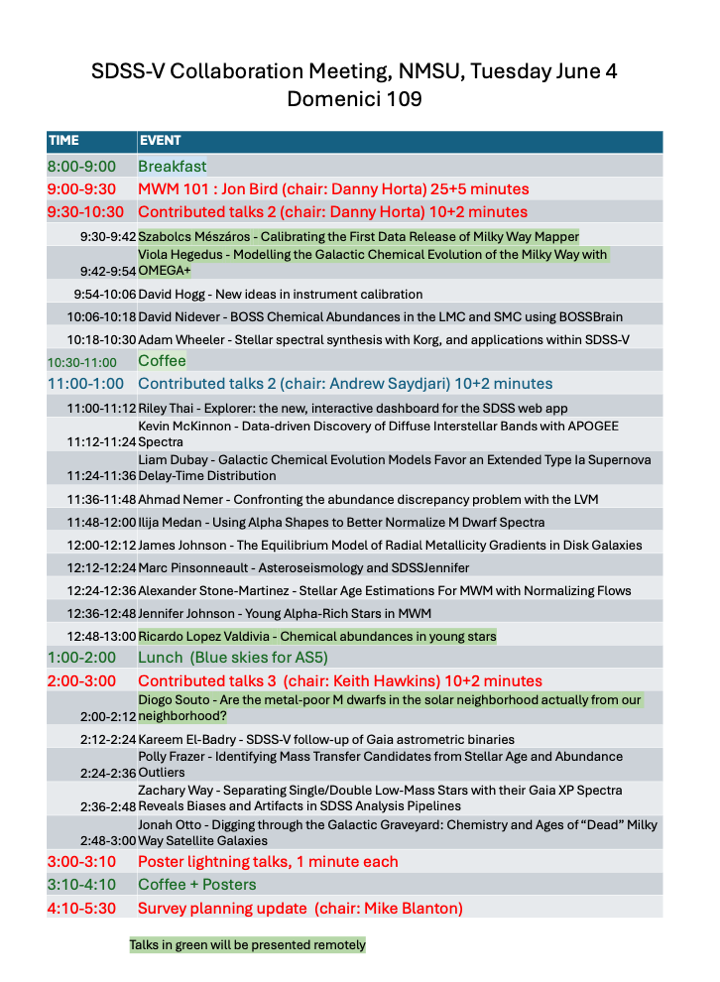 SDSS-V Collaboration Meeting, NMSU, Tuesday June 4
Domenici 109
TIME EVENT
8:00-9:00 Breakfast
9:00-9:30 MWM 101 : Jon Bird (chair: Danny Horta) 25+5 minutes
9:30-10:30 Contributed talks 2 (chair: Danny Horta) 10+2 minutes
9:30-9:42 Szabolcs Mészáros - Calibrating the First Data Release of Milky Way Mapper
Viola Hegedus - Modelling the Galactic Chemical Evolution of the Milky Way with
9:42-9:54 OMEGA+
9:54-10:06 David Hogg - New ideas in instrument calibration
10:06-10:18 David Nidever - BOSS Chemical Abundances in the LMC and SMC using BOSSBrain
10:18-10:30 Adam Wheeler - Stellar spectral synthesis with Korg, and applications within SDSS-V
10:30-11:00 Coffee
11:00-1:00 Contributed talks 2 (chair: Andrew Saydjari) 10+2 minutes
11:00-11:12 Riley Thai - Explorer: the new, interactive dashboard for the SDSS web app
Kevin McKinnon - Data-driven Discovery of Diffuse Interstellar Bands with APOGEE
11:12-11:24 Spectra
Liam Dubay - Galactic Chemical Evolution Models Favor an Extended Type Ia Supernova
11:24-11:36 Delay-Time Distribution
11:36-11:48 Ahmad Nemer - Confronting the abundance discrepancy problem with the LVM
11:48-12:00 Ilija Medan - Using Alpha Shapes to Better Normalize M Dwarf Spectra
12:00-12:12 James Johnson - The Equilibrium Model of Radial Metallicity Gradients in Disk Galaxies
12:12-12:24 Marc Pinsonneault - Asteroseismology and SDSSJennifer
12:24-12:36 Alexander Stone-Martinez - Stellar Age Estimations For MWM with Normalizing Flows
12:36-12:48 Jennifer Johnson - Young Alpha-Rich Stars in MWM
12:48-13:00 Ricardo Lopez Valdivia - Chemical abundances in young stars
1:00-2:00 Lunch (Blue skies for AS5)
2:00-3:00 Contributed talks 3 (chair: Keith Hawkins) 10+2 minutes
Diogo Souto - Are the metal-poor M dwarfs in the solar neighborhood actually from our
2:00-2:12 neighborhood?
2:12-2:24 Kareem El-Badry - SDSS-V follow-up of Gaia astrometric binaries
Polly Frazer - Identifying Mass Transfer Candidates from Stellar Age and Abundance
2:24-2:36 Outliers
Zachary Way - Separating Single/Double Low-Mass Stars with their Gaia XP Spectra
2:36-2:48 Reveals Biases and Artifacts in SDSS Analysis Pipelines
Jonah Otto - Digging through the Galactic Graveyard: Chemistry and Ages of “Dead” Milky
2:48-3:00 Way Satellite Galaxies
3:00-3:10 Poster lightning talks, 1 minute each
3:10-4:10 Coffee + Posters
4:10-5:30 Survey planning update (chair: Mike Blanton)
Talks in green will be presented remotely